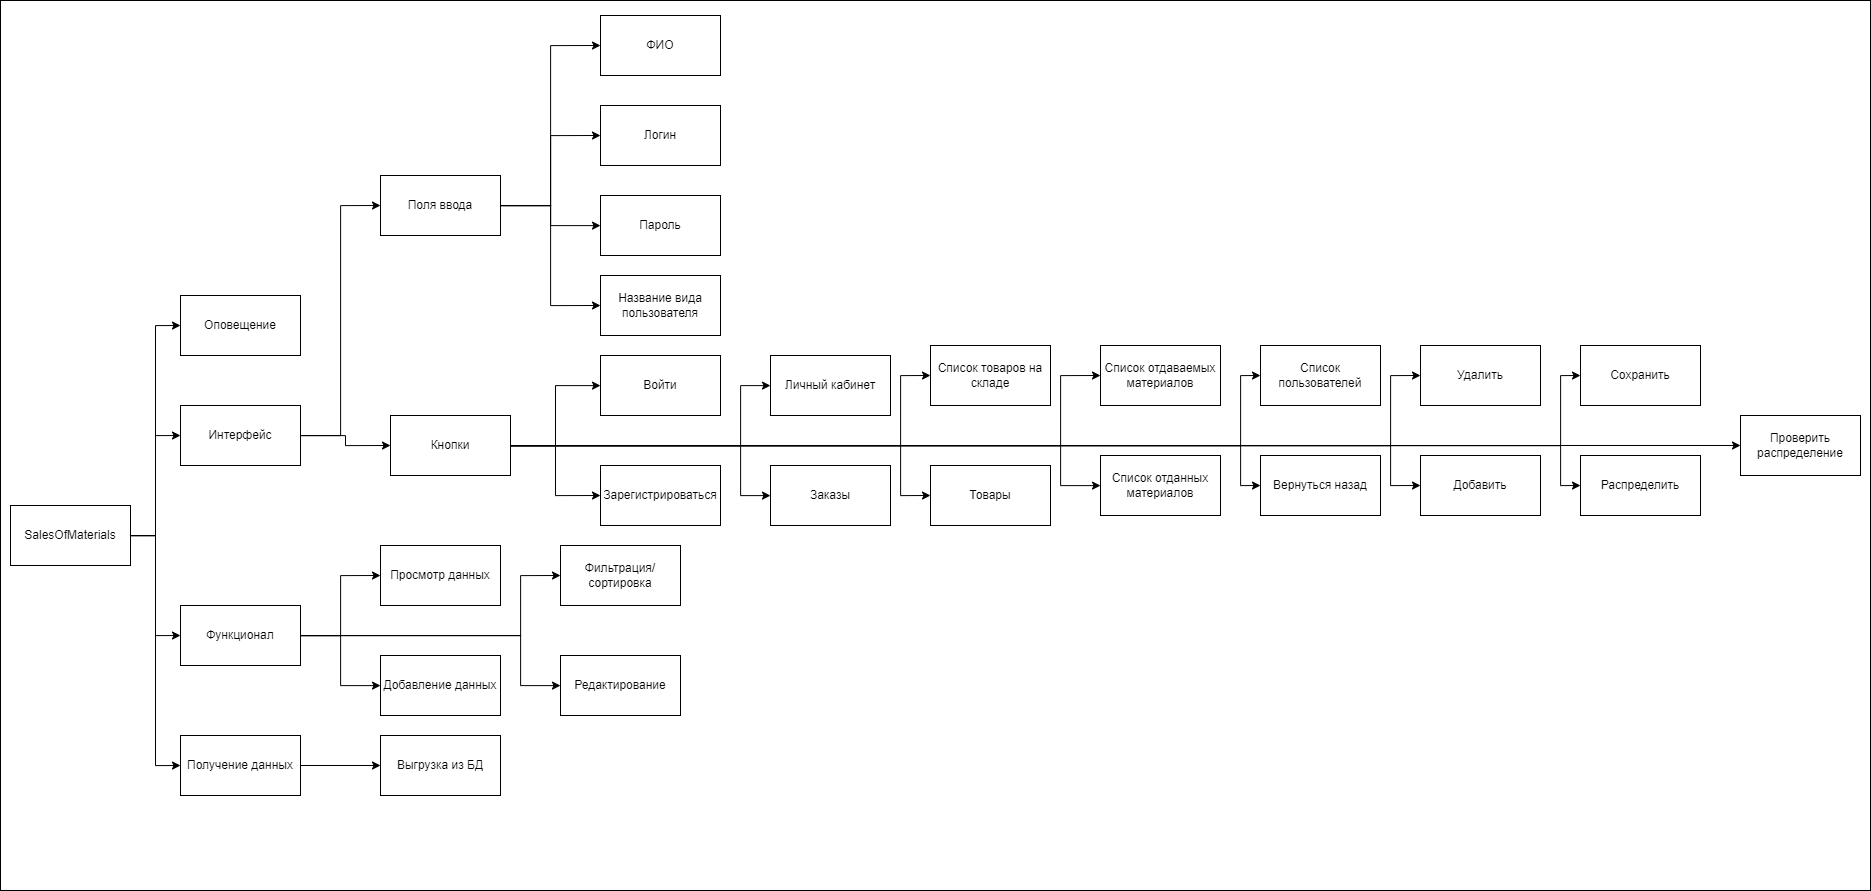 ФИО
Логин
Поля ввода
Пароль
Название вида
пользователя
Оповещение
Войти
Личный кабинет
Список товаров на
складе
Список отдаваемых
материалов
Список
пользователей
Удалить
Сохранить
Интерфейс
Кнопки
Проверить
распределение
Зарегистрироваться
Заказы
Товары
Список отданных
материалов
Вернуться назад
Добавить
Распределить
SalesOfMaterials
Просмотр данных
Фильтрация/
сортировка
Функционал
Добавление данных
Редактирование
Получение данных
Выгрузка из БД